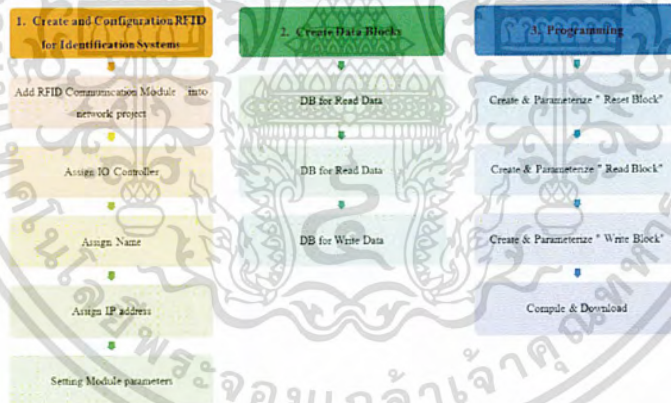 1. Create and Configuration RFID
for Identification Systems
Add RFID Communication Module into
network project
Assign IO Controller
Assign Name
Assign IP address
Setting Module parameters
2. Create Data Blocks
DB for Read Data
DB for Read Data
DB for Write Data
3. Programming
Create & Parameterize " Reset Block"
Create & Parameterize " Read Block"
Create & Parameterize " Write Block"
Compile & Download